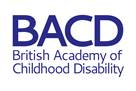 BACD
British Academy of
Childhood Disability